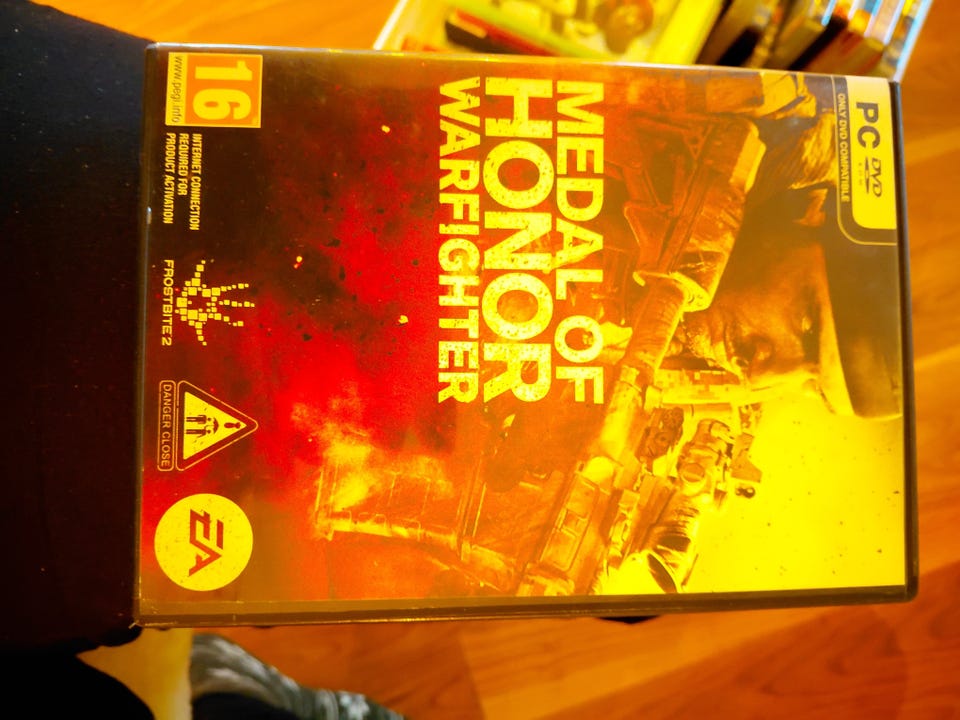 PC DVD
ROM
ONLY DVD COMPATIBLE
MEDAL OF
HONOR
WARFIGHTER
16
www.pegi.info
INTERNET CONNECTION
REQUIRED FOR
PRODUCT ACTIVATION
FROSTBITE 2
DANGER CLOSE
EA